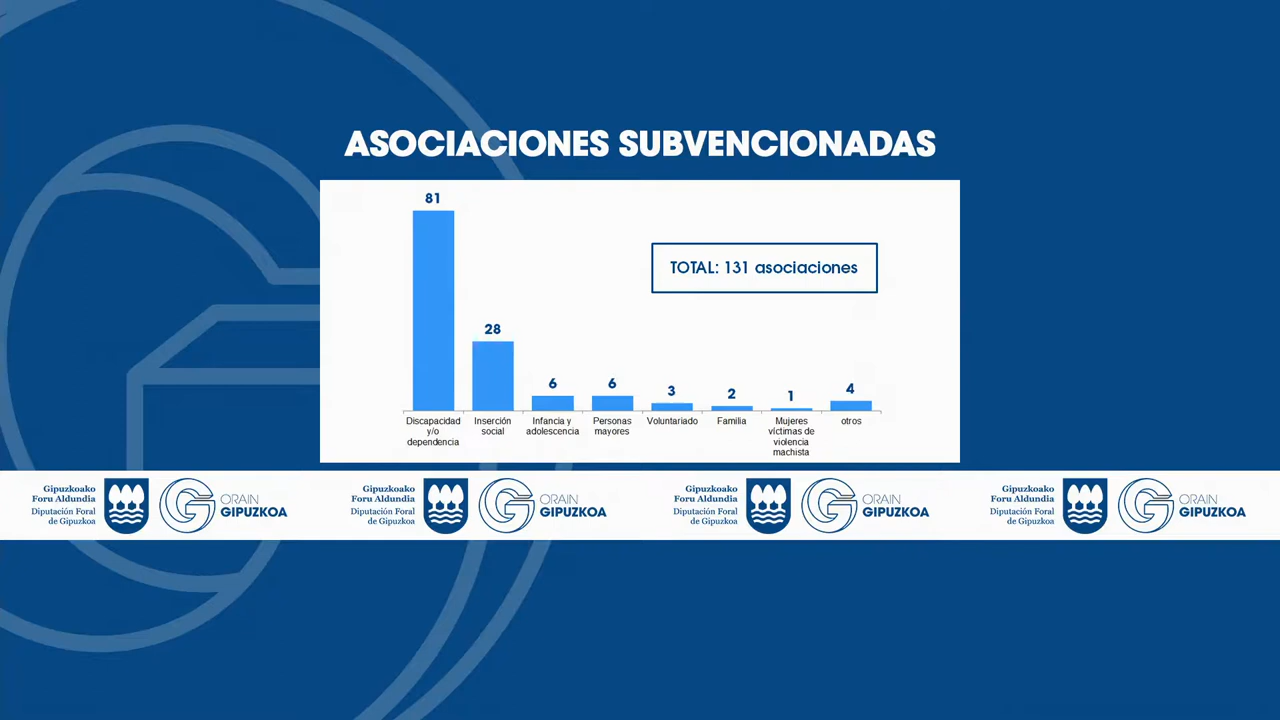 ASOCIACIONES SUBVENCIONADAS
81
TOTAL: 131 asociaciones
28
6
6
3
2
1
4
Discapacidad
y/o
dependencia
Inserción
social
Infancia y
adolescencia
Personas
mayores
Voluntariado
Familia
Mujeres
víctimas de
violencia
machista
otros
Gipuzkoako
Foru Aldundia
Diputación Foral
de Gipuzkoa
ORAIN
GIPUZKOA
Gipuzkoako
Foru Aldundia
Diputación Foral
de Gipuzkoa
ORAIN
GIPUZKOA
Gipuzkoako
Foru Aldundia
Diputación Foral
de Gipuzkoa
ORAIN
GIPUZKOA
Gipuzkoako
Foru Aldundia
Diputación Foral
de Gipuzkoa
ORAIN
GIPUZKOA